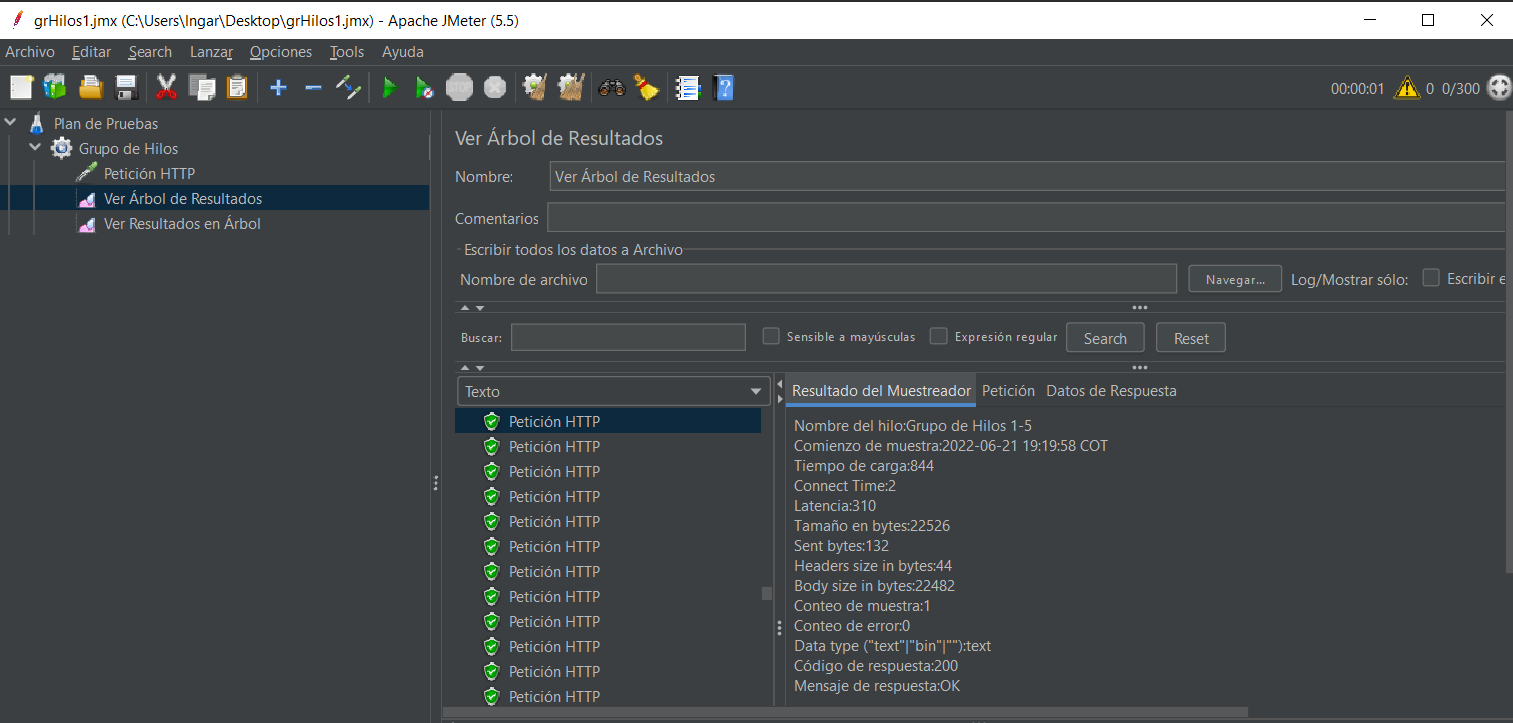 grHilos1.jmx (C:\Users\Ingar\Desktop\grHilos1.jmx) - Apache JMeter (5.5)
Archivo Editar Search Lanzar Opciones Tools Ayuda
STOP
00:00:01 0 0/300
Plan de Pruebas
Grupo de Hilos
Petición HTTP
Ver Árbol de Resultados
Ver Resultados en Árbol
Ver Árbol de Resultados
Nombre: Ver Árbol de Resultados
Comentarios
Escribir todos los datos a Archivo
Nombre de archivo Navegar... Log/Mostrar sólo: Escribir e
Buscar: Sensible a mayúsculas Expresión regular Search Reset
Texto
Petición HTTP
Petición HTTP
Petición HTTP
Petición HTTP
Petición HTTP
Petición HTTP
Petición HTTP
Petición HTTP
Petición HTTP
Petición HTTP
Petición HTTP
Petición HTTP
Resultado del Muestreador Petición Datos de Respuesta
Nombre del hilo:Grupo de Hilos 1-5
Comienzo de muestra:2022-06-21 19:19:58 COT
Tiempo de carga:844
Connect Time:2
Latencia:310
Tamaño en bytes:22526
Sent bytes:132
Headers size in bytes:44
Body size in bytes:22482
Conteo de muestra:1
Conteo de error:0
Data type ("text"|"bin"|""):text
Código de respuesta:200
Mensaje de respuesta:OK